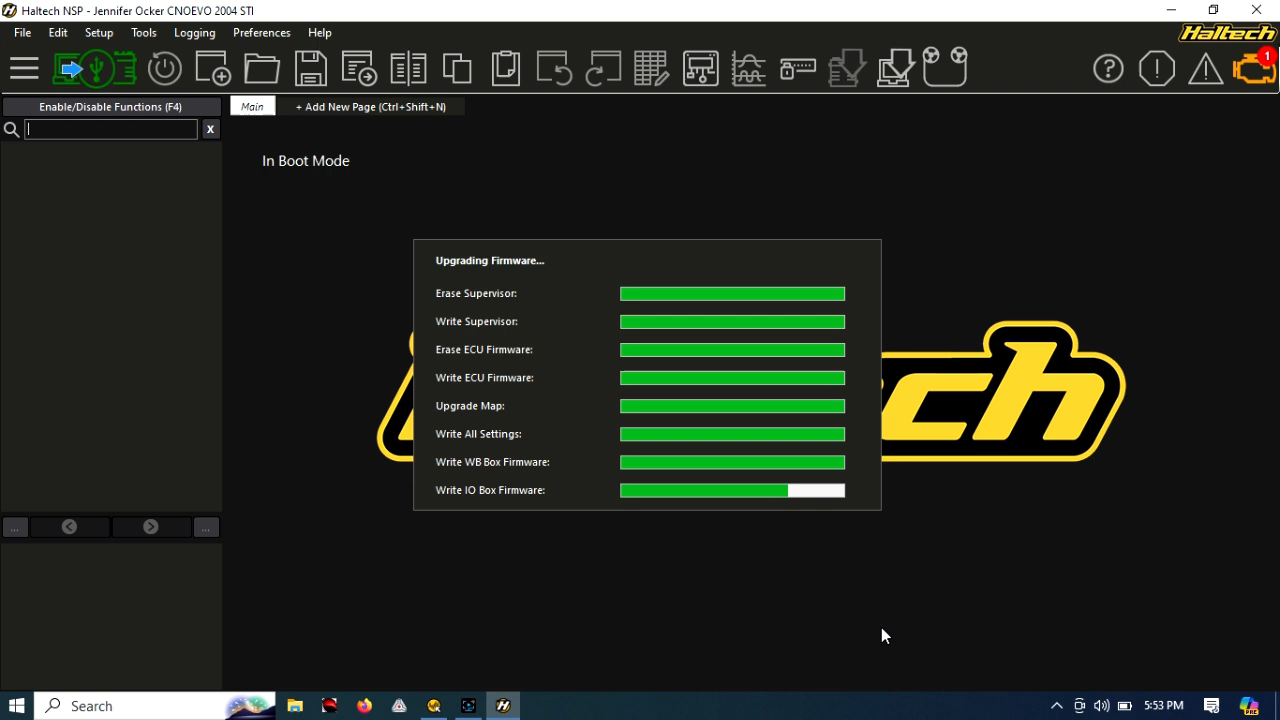 Haltech NSP - Jennifer Ocker CNOEVO 2004 STI
File Edit Setup Tools Logging Preferences Help
Haltech
1
Enable/Disable Functions (F4)
Main
+ Add New Page (Ctrl+Shift+N)
X
In Boot Mode
Upgrading Firmware...
Erase Supervisor:
Write Supervisor:
Erase ECU Firmware:
Write ECU Firmware:
Upgrade Map:
Write All Settings:
Write WB Box Firmware:
Write IO Box Firmware:
ch
... < > ...
Search
5:53 PM
PRE